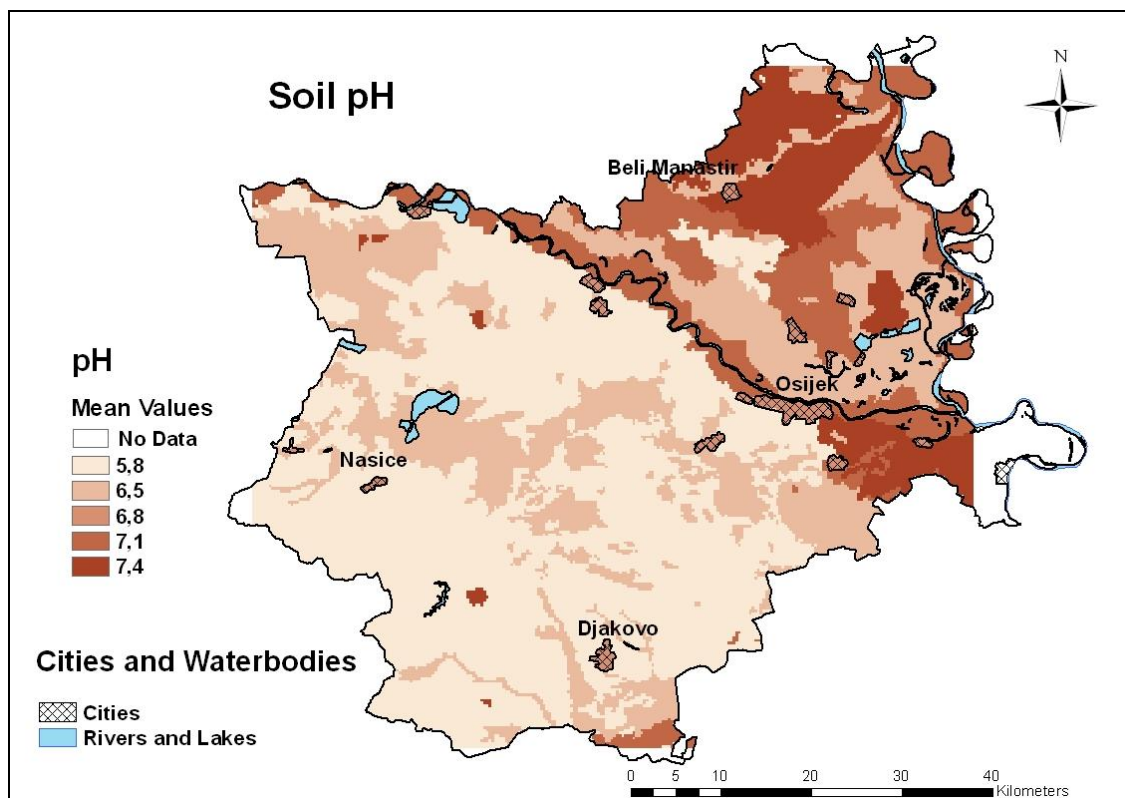 Soil pH
N
Beli Manastir
Osijek
Nasice
Djakovo
pH
Mean Values
No Data
5,8
6,5
6,8
7,1
7,4
Cities and Waterbodies
Cities
Rivers and Lakes
0 5 10 20 30 40
Kilometers